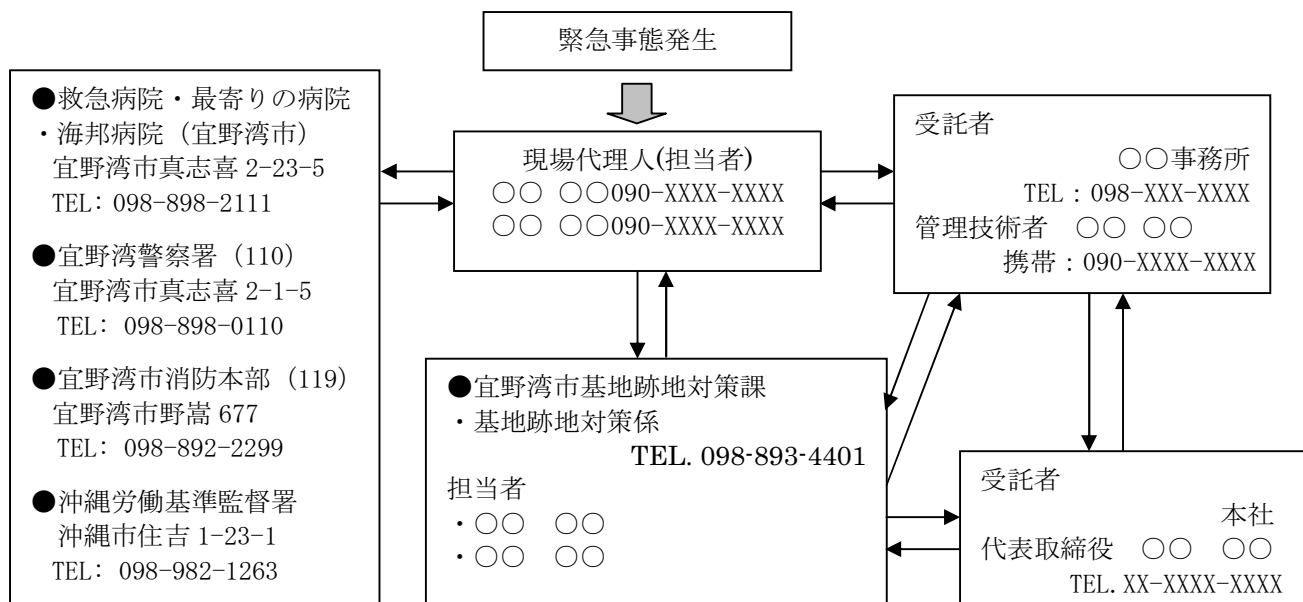 緊急事態発生
●救急病院・最寄りの病院
・海邦病院（宜野湾市）
宜野湾市真志喜 2-23-5
TEL: 098-898-2111
●宜野湾警察署（110）
宜野湾市真志喜 2-1-5
TEL: 098-898-0110
●宜野湾市消防本部（119）
宜野湾市野嵩 677
TEL: 098-892-2299
●沖縄労働基準監督署
沖縄市住吉 1-23-1
TEL: 098-982-1263
現場代理人(担当者)
○○ ○○090-XXXX-XXXX
○○ ○○090-XXXX-XXXX
受託者
○○事務所
TEL：098-XXX-XXXX
管理技術者 ○○ ○○
携帯：090-XXXX-XXXX
●宜野湾市基地跡地対策課
・基地跡地対策係
TEL. 098-893-4401
担当者
・○○ ○○
・○○ ○○
受託者
本社
代表取締役 ○○ ○○
TEL. XX-XXXX-XXXX